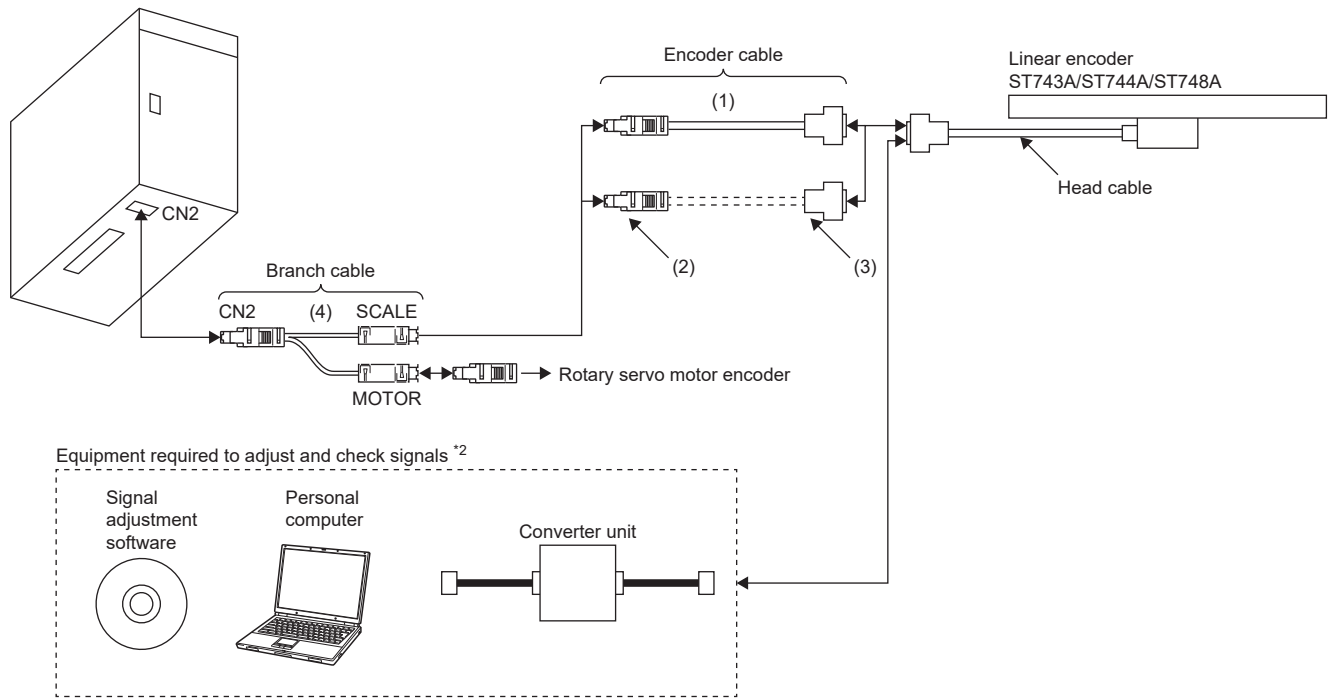 Encoder cable
(1)
Linear encoder
ST743A/ST744A/ST748A
Head cable
CN2
(2)
(3)
Branch cable
CN2
(4)
SCALE
MOTOR
Rotary servo motor encoder
Equipment required to adjust and check signals *2
Signal
adjustment
software
Personal
computer
Converter unit